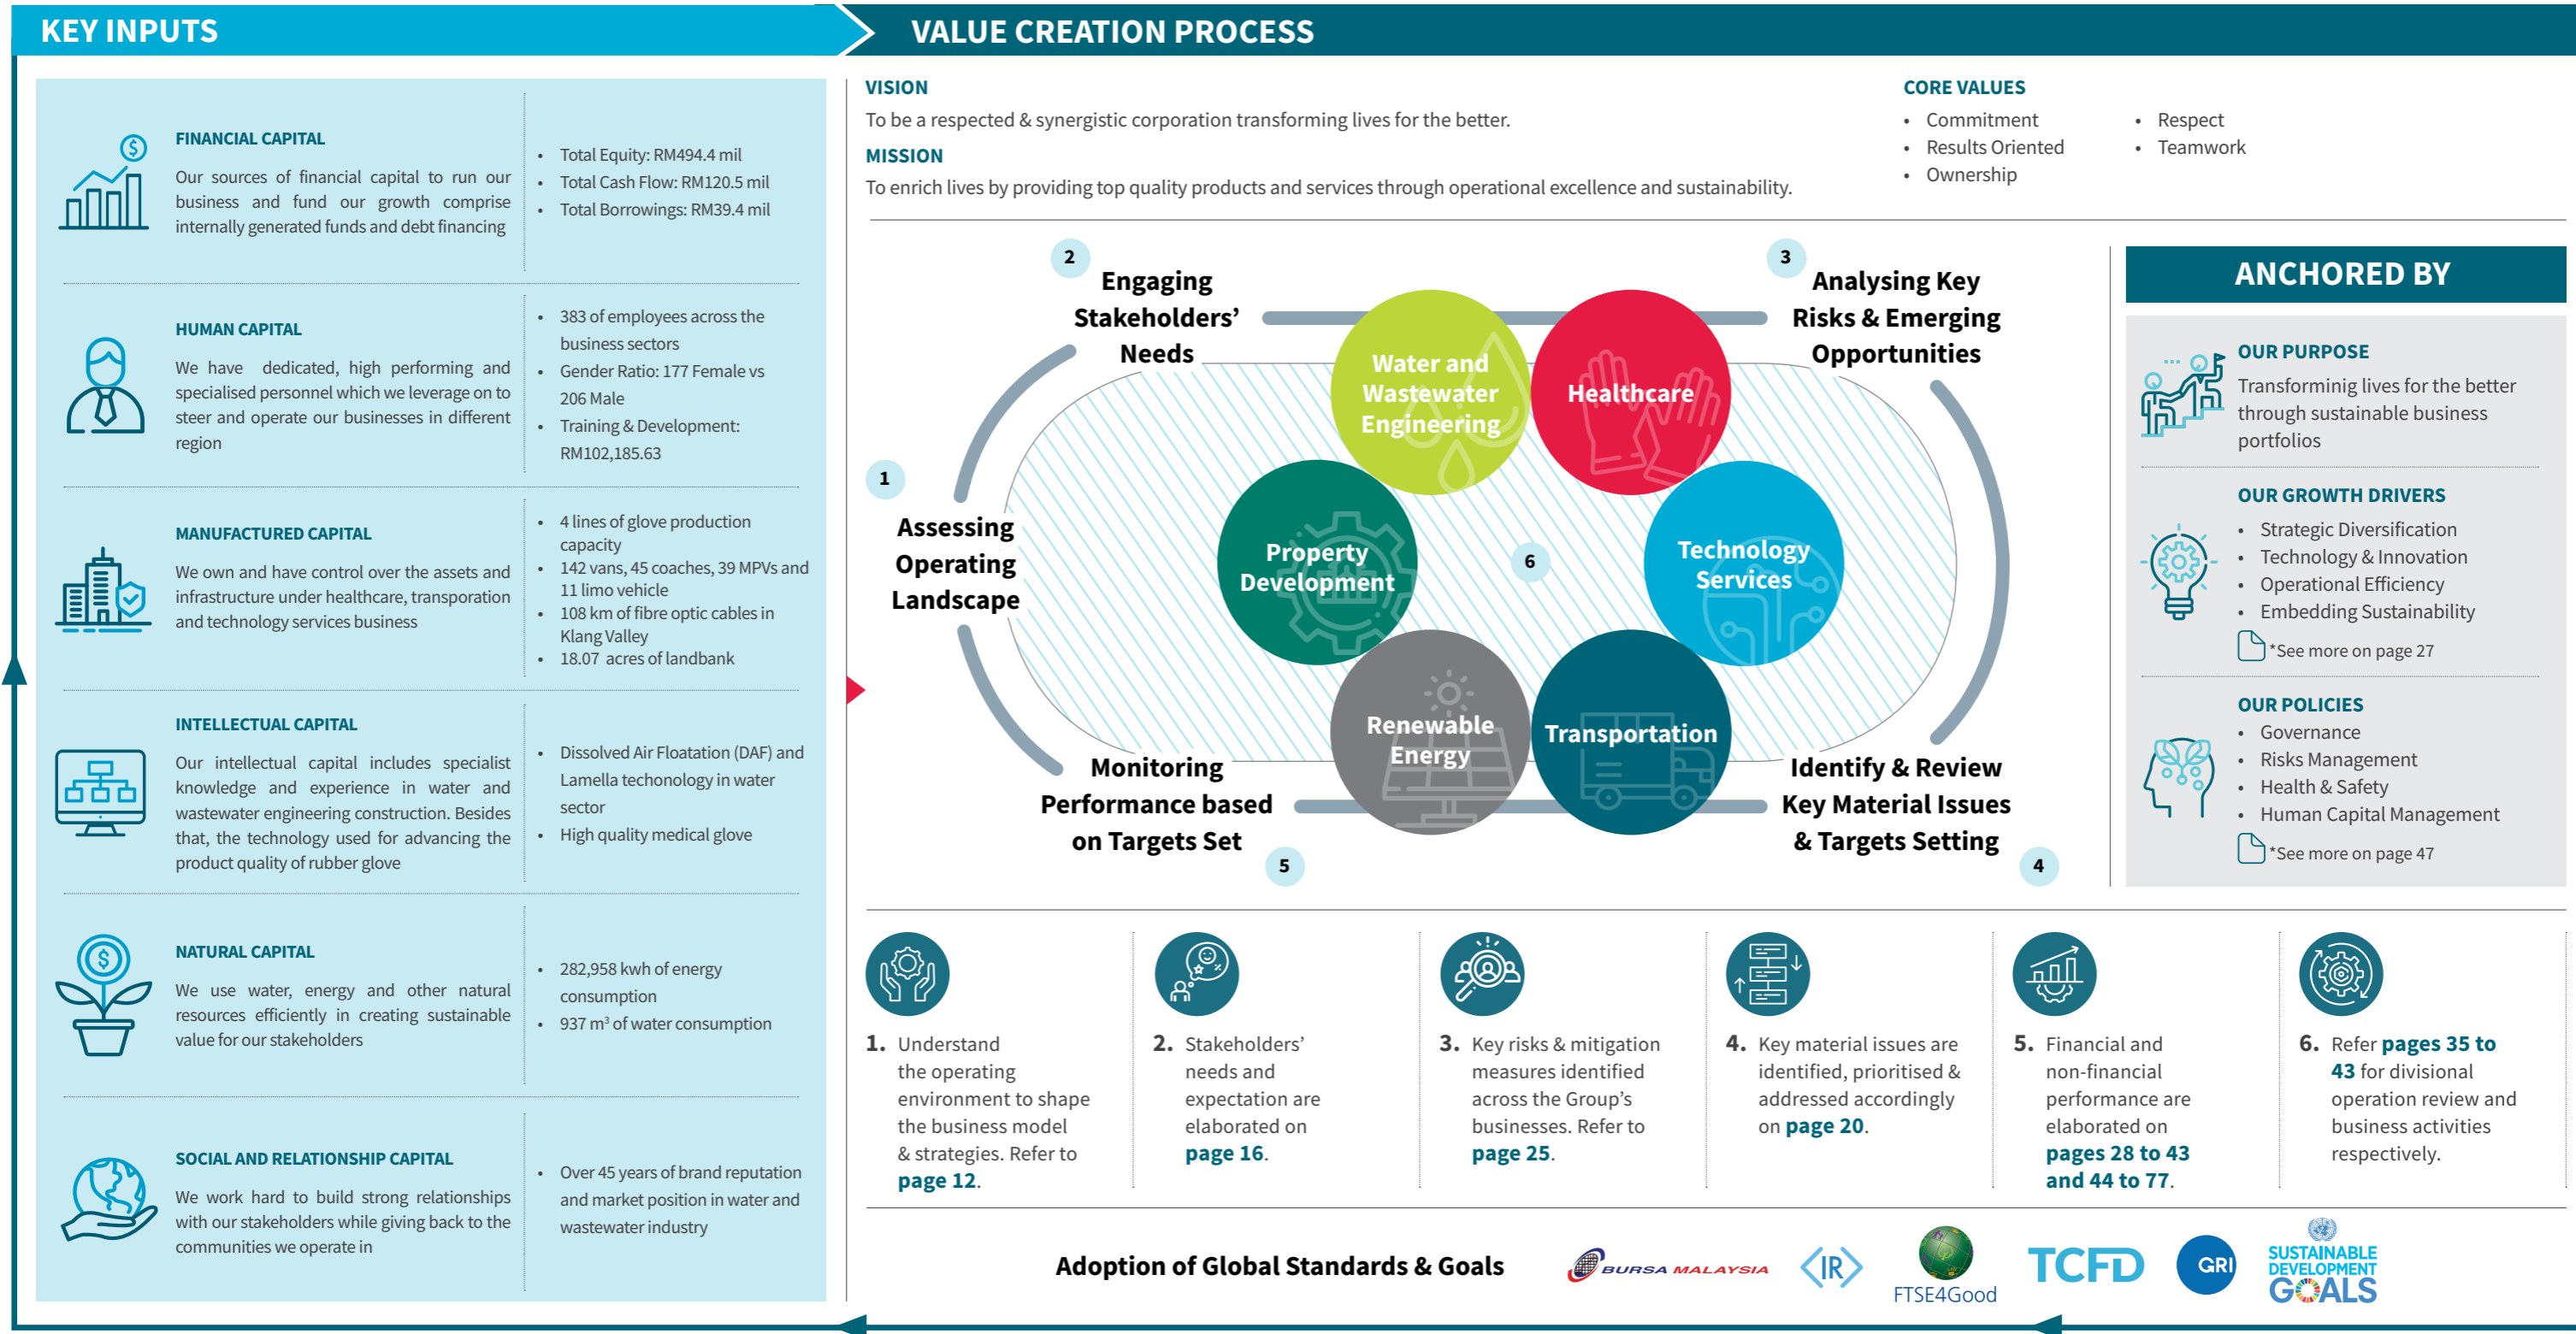 KEY INPUTS
FINANCIAL CAPITAL
Our sources of financial capital to run our
business and fund our growth comprise
internally generated funds and debt financing
• Total Equity: RM494.4 mil
• Total Cash Flow: RM120.5 mil
• Total Borrowings: RM39.4 mil
HUMAN CAPITAL
We have dedicated, high performing and
specialised personnel which we leverage on to
steer and operate our businesses in different
region
• 383 of employees across the
business sectors
• Gender Ratio: 177 Female vs
206 Male
• Training & Development:
RM102,185.63
MANUFACTURED CAPITAL
We own and have control over the assets and
infrastructure under healthcare, transporation
and technology services business
• 4 lines of glove production
capacity
• 142 vans, 45 coaches, 39 MPVs and
11 limo vehicle
• 108 km of fibre optic cables in
Klang Valley
• 18.07 acres of landbank
INTELLECTUAL CAPITAL
Our intellectual capital includes specialist
knowledge and experience in water and
wastewater engineering construction. Besides
that, the technology used for advancing the
product quality of rubber glove
• Dissolved Air Floatation (DAF) and
Lamella techonology in water
sector
• High quality medical glove
NATURAL CAPITAL
We use water, energy and other natural
resources efficiently in creating sustainable
value for our stakeholders
• 282,958 kwh of energy
consumption
• 937 m³ of water consumption
SOCIAL AND RELATIONSHIP CAPITAL
We work hard to build strong relationships
with our stakeholders while giving back to the
communities we operate in
• Over 45 years of brand reputation
and market position in water and
wastewater industry
VALUE CREATION PROCESS
VISION
To be a respected & synergistic corporation transforming lives for the better.
MISSION
To enrich lives by providing top quality products and services through operational excellence and sustainability.
CORE VALUES
• Commitment
• Results Oriented
• Ownership
• Respect
• Teamwork
1
Assessing
Operating
Landscape
2
Engaging
Stakeholders'
Needs
3
Analysing Key
Risks & Emerging
Opportunities
Water and
Wastewater
Engineering
Healthcare
Property
Development
6
Technology
Services
Renewable
Energy
Transportation
Monitoring
Performance based
on Targets Set
5
Identify & Review
Key Material Issues
& Targets Setting
4
ANCHORED BY
OUR PURPOSE
Transforminig lives for the better
through sustainable business
portfolios
OUR GROWTH DRIVERS
• Strategic Diversification
• Technology & Innovation
• Operational Efficiency
• Embedding Sustainability
*See more on page 27
OUR POLICIES
• Governance
• Risks Management
• Health & Safety
• Human Capital Management
*See more on page 47
1. Understand
the operating
environment to shape
the business model
& strategies. Refer to
page 12.
2. Stakeholders'
needs and
expectation are
elaborated on
page 16.
3. Key risks & mitigation
measures identified
across the Group's
businesses. Refer to
page 25.
4. Key material issues are
identified, prioritised &
addressed accordingly
on page 20.
5. Financial and
non-financial
performance are
elaborated on
pages 28 to 43
and 44 to 77.
6. Refer pages 35 to
43 for divisional
operation review and
business activities
respectively.
Adoption of Global Standards & Goals
BURSA MALAYSIA
<IR>
FTSE4Good
TCFD
GRI
SUSTAINABLE
DEVELOPMENT
GOALS